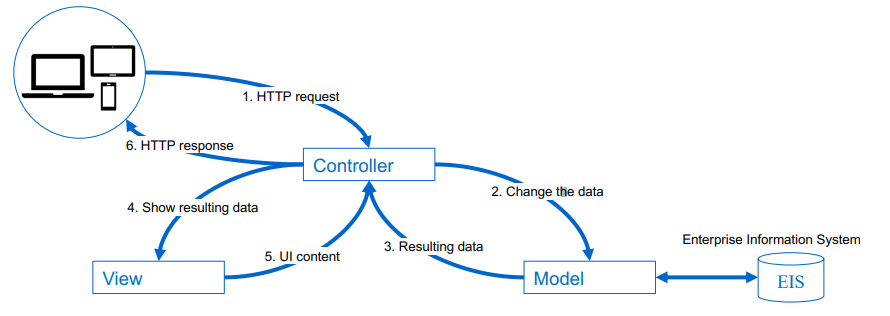 1. HTTP request
6. HTTP response
Controller
2. Change the data
4. Show resulting data
3. Resulting data
5. UI content
Enterprise Information System
View
Model
EIS